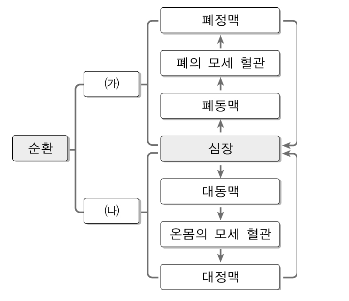 폐정맥
폐의 모세 혈관
(가)
폐동맥
순환
심장
대동맥
(나)
온몸의 모세 혈관
대정맥